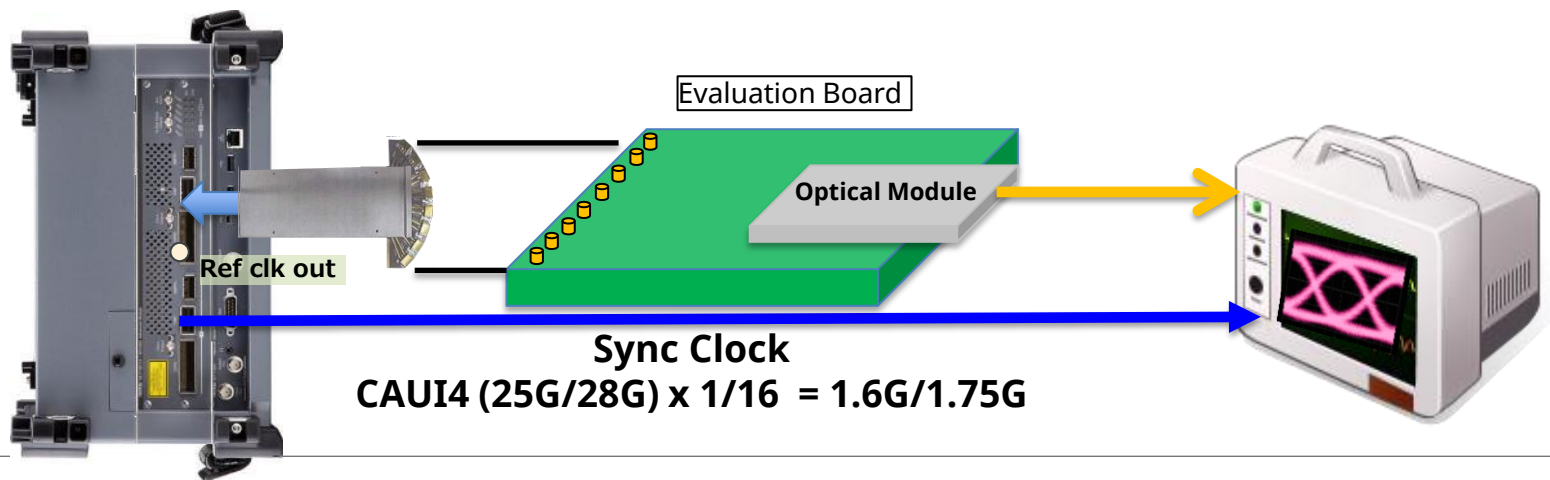 Evaluation Board
Optical Module
Ref clk out
Sync Clock
CAUI4 (25G/28G) x 1/16  = 1.6G/1.75G